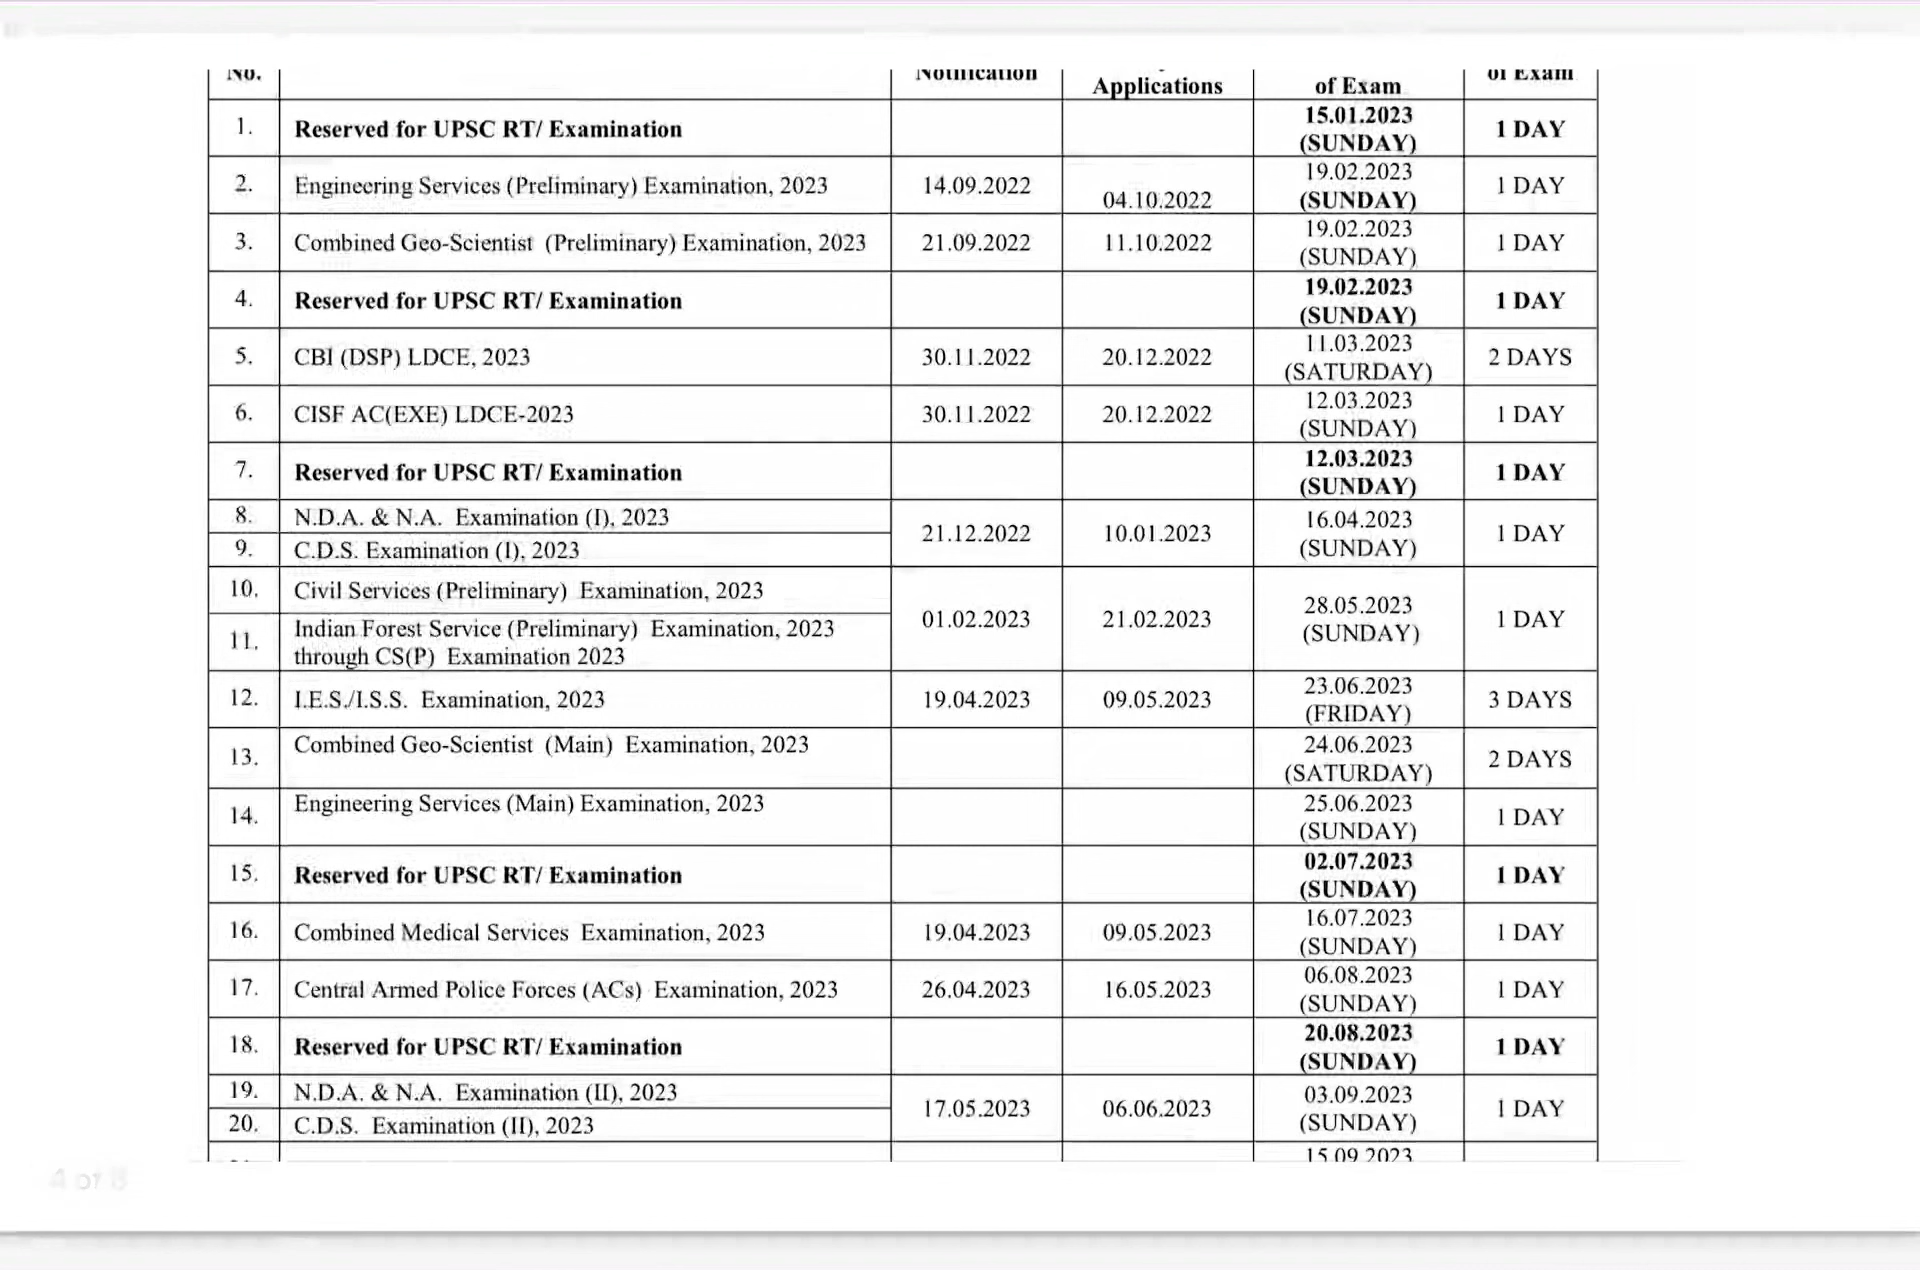 No.
Notification
Applications
of Exam
of Exam
1. Reserved for UPSC RT/ Examination 15.01.2023 (SUNDAY) 1 DAY
2. Engineering Services (Preliminary) Examination, 2023 14.09.2022 04.10.2022 19.02.2023 (SUNDAY) 1 DAY
3. Combined Geo-Scientist (Preliminary) Examination, 2023 21.09.2022 11.10.2022 19.02.2023 (SUNDAY) 1 DAY
4. Reserved for UPSC RT/ Examination 19.02.2023 (SUNDAY) 1 DAY
5. CBI (DSP) LDCE, 2023 30.11.2022 20.12.2022 11.03.2023 (SATURDAY) 2 DAYS
6. CISF AC(EXE) LDCE-2023 30.11.2022 20.12.2022 12.03.2023 (SUNDAY) 1 DAY
7. Reserved for UPSC RT/ Examination 12.03.2023 (SUNDAY) 1 DAY
8. N.D.A. & N.A. Examination (I), 2023
9. C.D.S. Examination (I), 2023
21.12.2022 10.01.2023 16.04.2023 (SUNDAY) 1 DAY
10. Civil Services (Preliminary) Examination, 2023
11. Indian Forest Service (Preliminary) Examination, 2023
through CS(P) Examination 2023
01.02.2023 21.02.2023 28.05.2023 (SUNDAY) 1 DAY
12. I.E.S./I.S.S. Examination, 2023 19.04.2023 09.05.2023 23.06.2023 (FRIDAY) 3 DAYS
13. Combined Geo-Scientist (Main) Examination, 2023 24.06.2023 (SATURDAY) 2 DAYS
14. Engineering Services (Main) Examination, 2023 25.06.2023 (SUNDAY) 1 DAY
15. Reserved for UPSC RT/ Examination 02.07.2023 (SUNDAY) 1 DAY
16. Combined Medical Services Examination, 2023 19.04.2023 09.05.2023 16.07.2023 (SUNDAY) 1 DAY
17. Central Armed Police Forces (ACs) Examination, 2023 26.04.2023 16.05.2023 06.08.2023 (SUNDAY) 1 DAY
18. Reserved for UPSC RT/ Examination 20.08.2023 (SUNDAY) 1 DAY
19. N.D.A. & N.A. Examination (II), 2023
20. C.D.S. Examination (II), 2023
17.05.2023 06.06.2023 03.09.2023 (SUNDAY) 1 DAY
15.09.2023
4 of 8